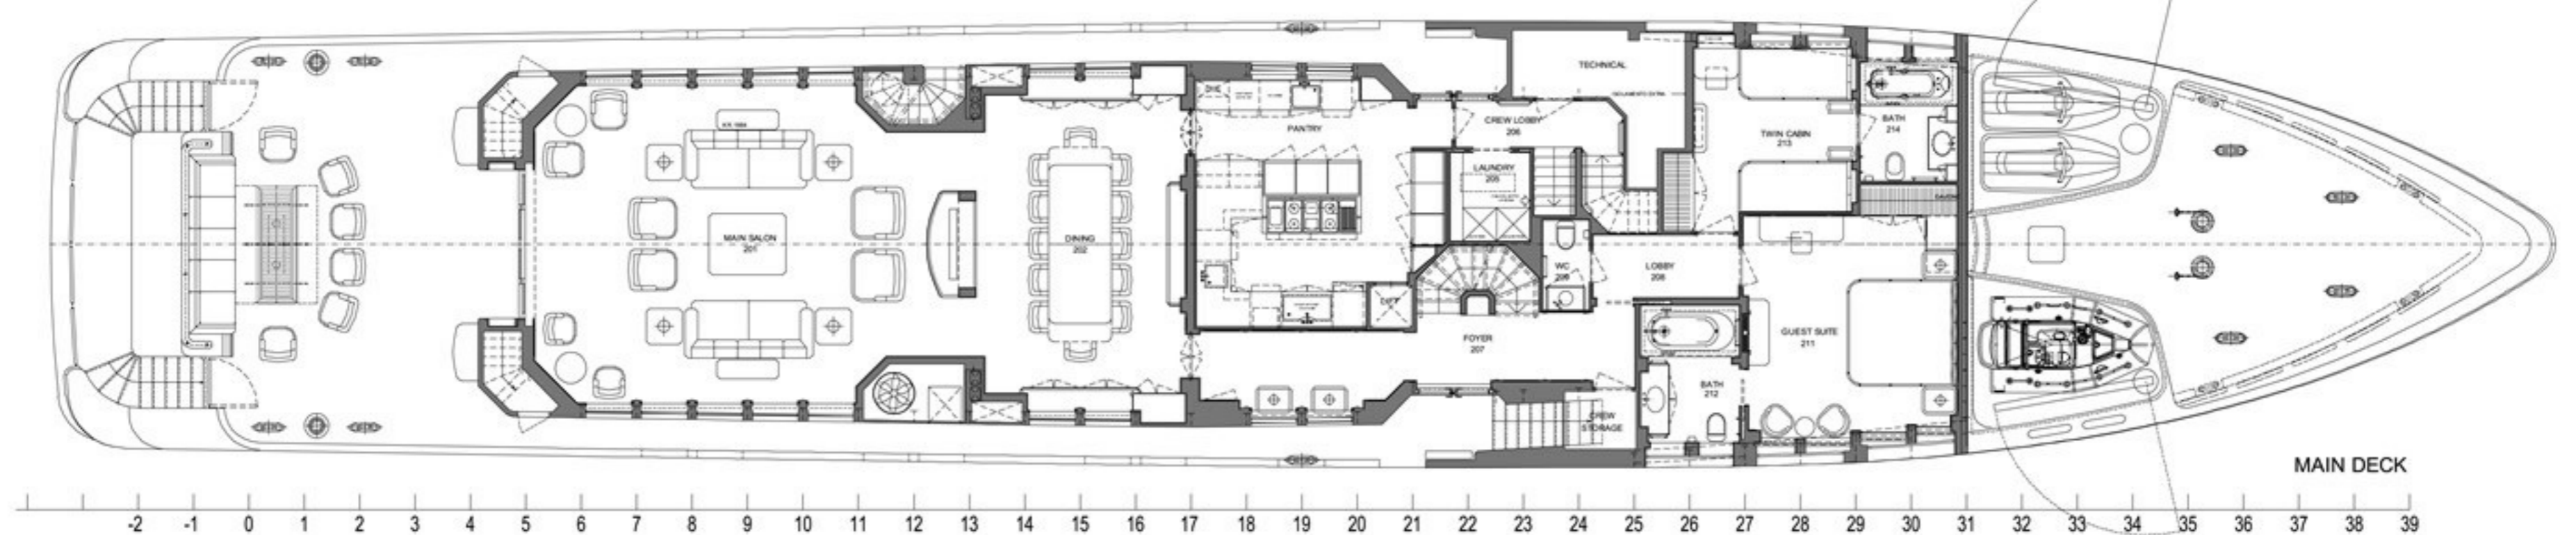 TECHNICAL
ISOLAMENTO EXTRA
PANTRY
CREW LOBBY
206
TWIN CABIN
213
BATH
214
LAUNDRY
205
MAIN SALON
201
DINING
202
WC
LOBBY
208
LIFT
FOYER
207
GUEST SUITE
211
BATH
212
CREW
STORAGE
MAIN DECK
-2 -1 0 1 2 3 4 5 6 7 8 9 10 11 12 13 14 15 16 17 18 19 20 21 22 23 24 25 26 27 28 29 30 31 32 33 34 35 36 37 38 39